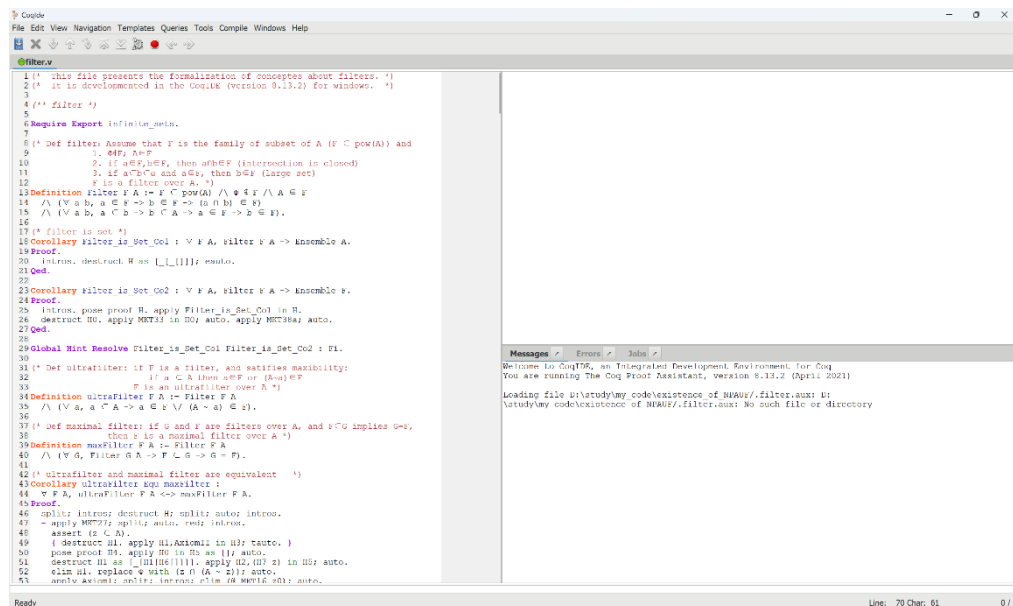 CoqIde
File Edit View Navigation Templates Queries Tools Compile Windows Help
filter.v
1 (* This file presents the formalization of conceptes about filters. *)
2 (* It is developmented in the CoqIDE (version 8.13.2) for windows. *)
3
4 (** filter *)
5
6 Require Export infinite_sets.
7
8 (* Def filter: Assume that F is the family of subset of A (F ⊂ pow(A)) and
9 1. Φ∉F; A∈F
10 2. if a∈F,b∈F, then a∩b∈F (intersection is closed)
11 3. if a⊂b⊂a and a∈F, then b∈F (large set)
12 F is a filter over A. *)
13 Definition Filter F A := F ⊂ pow(A) /\ Φ ∉ F /\ A ∈ F
14 /\ (∀ a b, a ∈ F -> b ∈ F -> (a ∩ b) ∈ F)
15 /\ (∀ a b, a ⊂ b -> b ⊂ A -> a ∈ F -> b ∈ F).
16
17 (* filter is set *)
18 Corollary Filter_is_Set_Co1 : ∀ F A, Filter F A -> Ensemble A.
19 Proof.
20 intros. destruct H as [_[_[]]]; eauto.
21 Qed.
22
23 Corollary Filter_is_Set_Co2 : ∀ F A, Filter F A -> Ensemble F.
24 Proof.
25 intros. pose proof H. apply Filter_is_Set_Co1 in H.
26 destruct H0. apply MKT33 in H0; auto. apply MKT38a; auto.
27 Qed.
28
29 Global Hint Resolve Filter_is_Set_Co1 Filter_is_Set_Co2 : Fi.
30
31 (* Def ultrafilter: if F is a filter, and satifies maxibility:
32 if a ⊂ A then a∈F or (A~a)∈F
33 F is an ultrafilter over A *)
34 Definition ultraFilter F A := Filter F A
35 /\ (∀ a, a ⊂ A -> a ∈ F \/ (A ~ a) ∈ F).
36
37 (* Def maximal filter: if G and F are filters over A, and F⊂G implies G=F,
38 then F is a maximal filter over A *)
39 Definition maxFilter F A := Filter F A
40 /\ (∀ G, Filter G A -> F ⊂ G -> G = F).
41
42 (* ultrafilter and maximal filter are equivalent *)
43 Corollary ultraFilter_Equ_maxFilter :
44 ∀ F A, ultraFilter F A <-> maxFilter F A.
45 Proof.
46 split; intros; destruct H; split; auto; intros.
47 - apply MKT27; split; auto. red; intros.
48 assert (z ⊂ A).
49 { destruct H1. apply H1,AxiomII in H3; tauto. }
50 pose proof H4. apply H0 in H5 as []; auto.
51 destruct H1 as [_[H1[H6[]]]]. apply H2,(H7 z) in H5; auto.
52 elim H1. replace Φ with (z ∩ (A ~ z)); auto.
53 apply AxiomI; split; intros; elim (@ MKT16 z0); auto.
Messages Errors Jobs
Welcome to CoqIDE, an Integrated Development Environment for Coq
You are running The Coq Proof Assistant, version 8.13.2 (April 2021)
Loading file D:\study\my_code\existence_of_NPAUF/.filter.aux: D:
\study\my code\existence of NPAUF/.filter.aux: No such file or directory
Ready
Line: 70 Char: 61
0 /